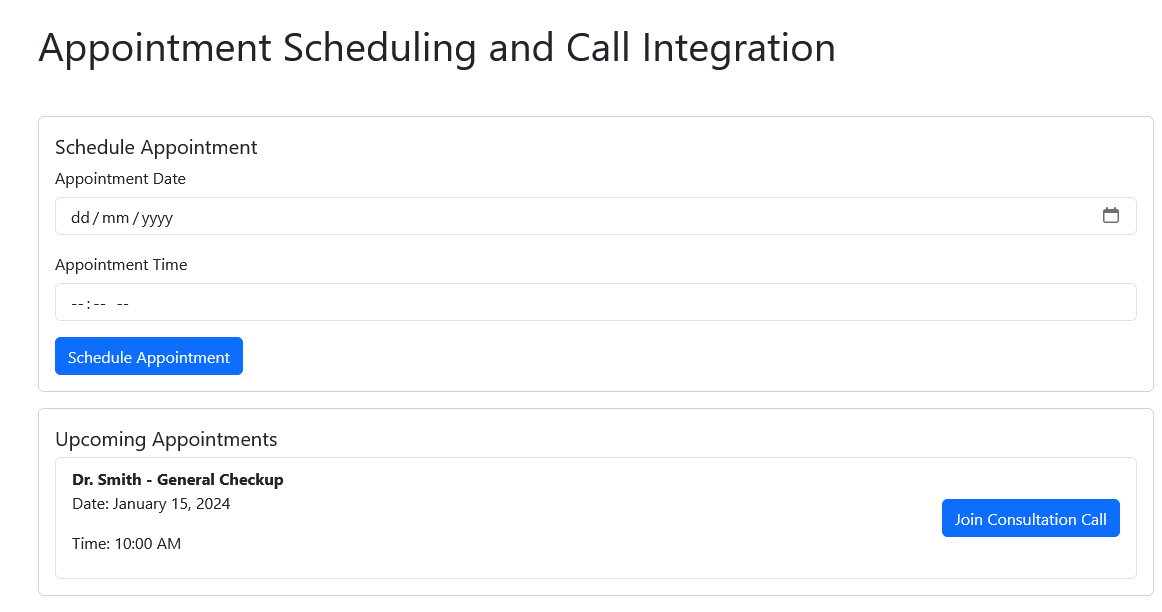 Appointment Scheduling and Call Integration
Schedule Appointment
Appointment Date
dd/mm/yyyy
Appointment Time
--:-- --
Schedule Appointment
Upcoming Appointments
Dr. Smith - General Checkup
Date: January 15, 2024
Join Consultation Call
Time: 10:00 AM